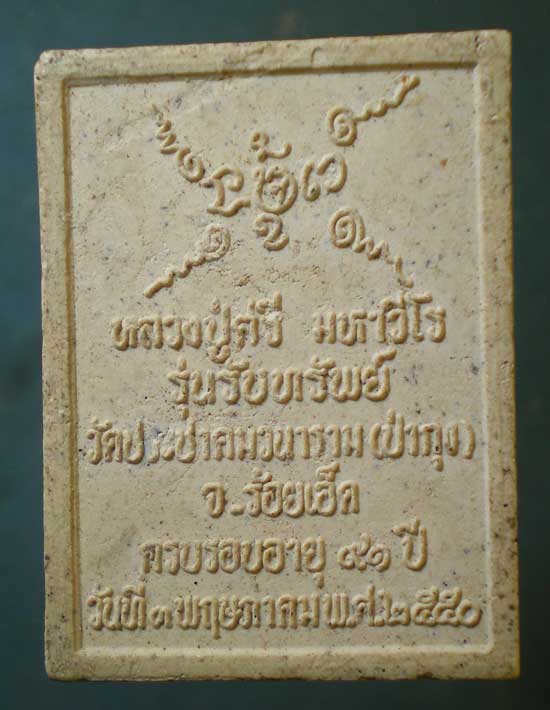 หลวงปู่ศรี มหาวีโร
รุ่นรับทรัพย์
วัดประชาคมวนาราม(ป่ากุง)
จ.ร้อยเอ็ด
ครบรอบอายุ ๙๑ ปี
วันที่๓พฤษภาคมพ.ศ.๒๕๕๐